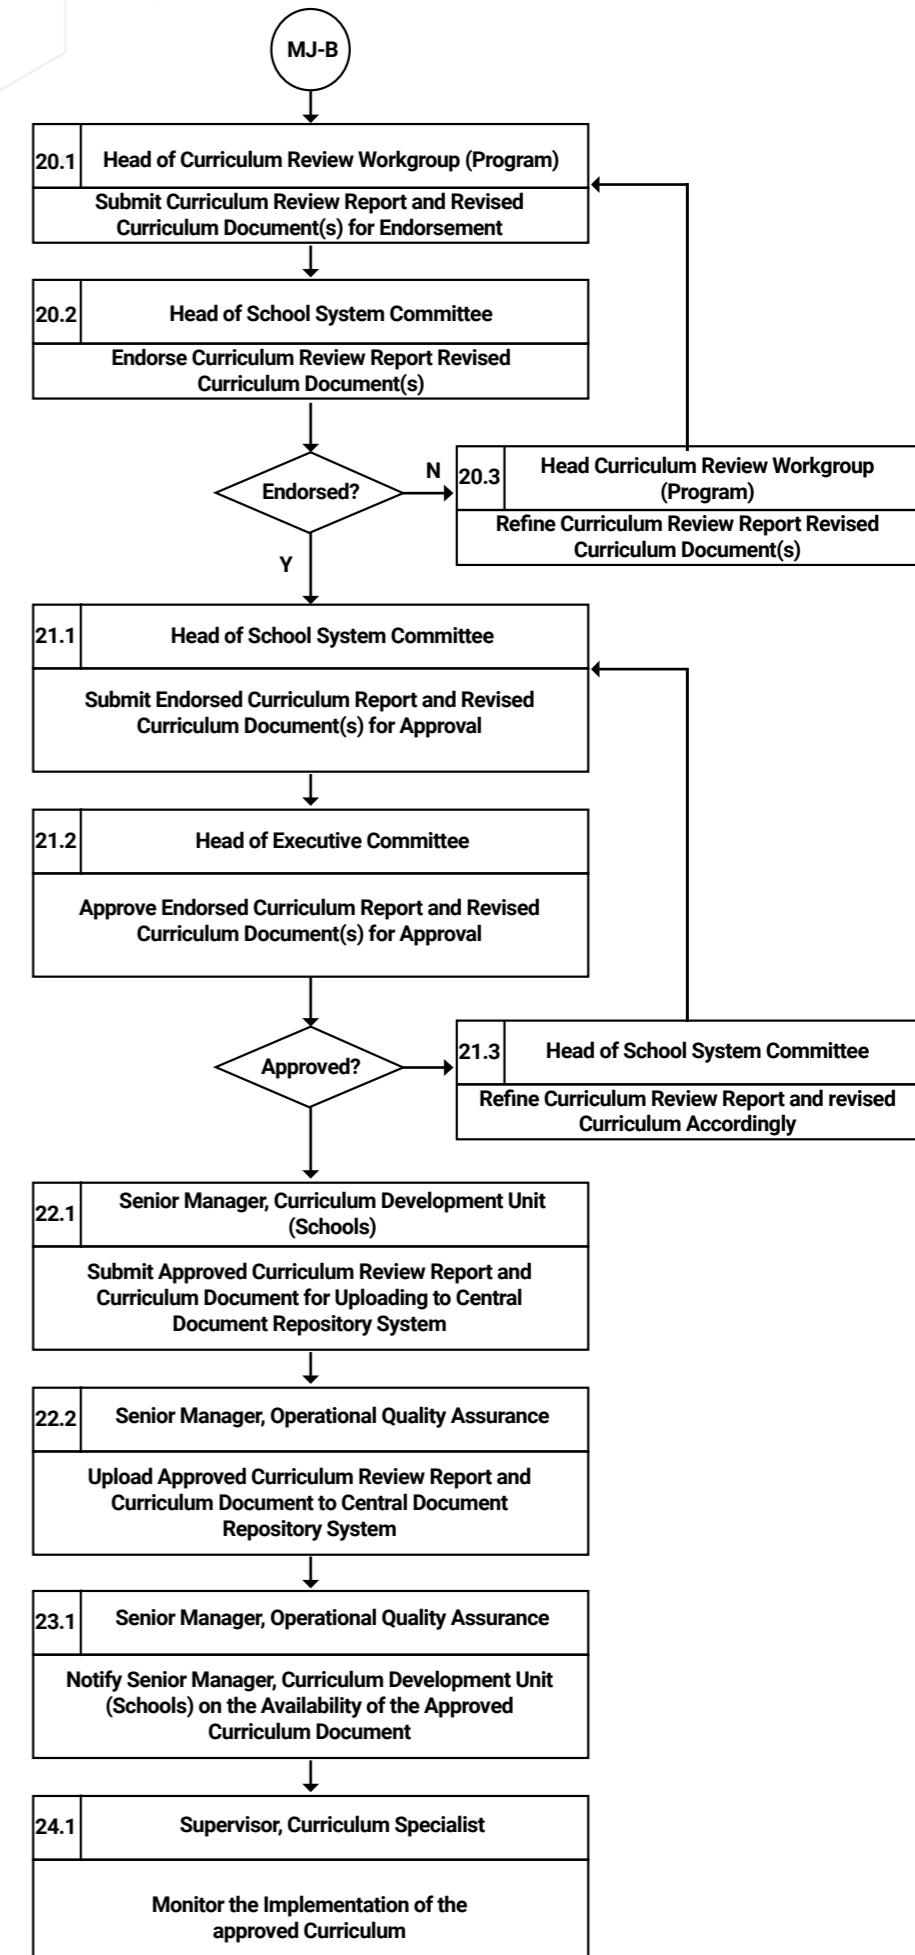 MJ-B
20.1
Head of Curriculum Review Workgroup (Program)
Submit Curriculum Review Report and Revised
Curriculum Document(s) for Endorsement
20.2
Head of School System Committee
Endorse Curriculum Review Report Revised
Curriculum Document(s)
Endorsed?
N
20.3
Head Curriculum Review Workgroup
(Program)
Refine Curriculum Review Report Revised
Curriculum Document(s)
Y
21.1
Head of School System Committee
Submit Endorsed Curriculum Report and Revised
Curriculum Document(s) for Approval
21.2
Head of Executive Committee
Approve Endorsed Curriculum Report and Revised
Curriculum Document(s) for Approval
Approved?
21.3
Head of School System Committee
Refine Curriculum Review Report and revised
Curriculum Accordingly
22.1
Senior Manager, Curriculum Development Unit
(Schools)
Submit Approved Curriculum Review Report and
Curriculum Document for Uploading to Central
Document Repository System
22.2
Senior Manager, Operational Quality Assurance
Upload Approved Curriculum Review Report and
Curriculum Document to Central Document
Repository System
23.1
Senior Manager, Operational Quality Assurance
Notify Senior Manager, Curriculum Development Unit
(Schools) on the Availability of the Approved
Curriculum Document
24.1
Supervisor, Curriculum Specialist
Monitor the Implementation of the
approved Curriculum